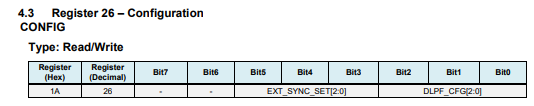 4.3 Register 26 – Configuration
CONFIG
Type: Read/Write
Register (Hex) Register (Decimal) Bit7 Bit6 Bit5 Bit4 Bit3 Bit2 Bit1 Bit0
1A 26 - - EXT_SYNC_SET[2:0] DLPF_CFG[2:0]